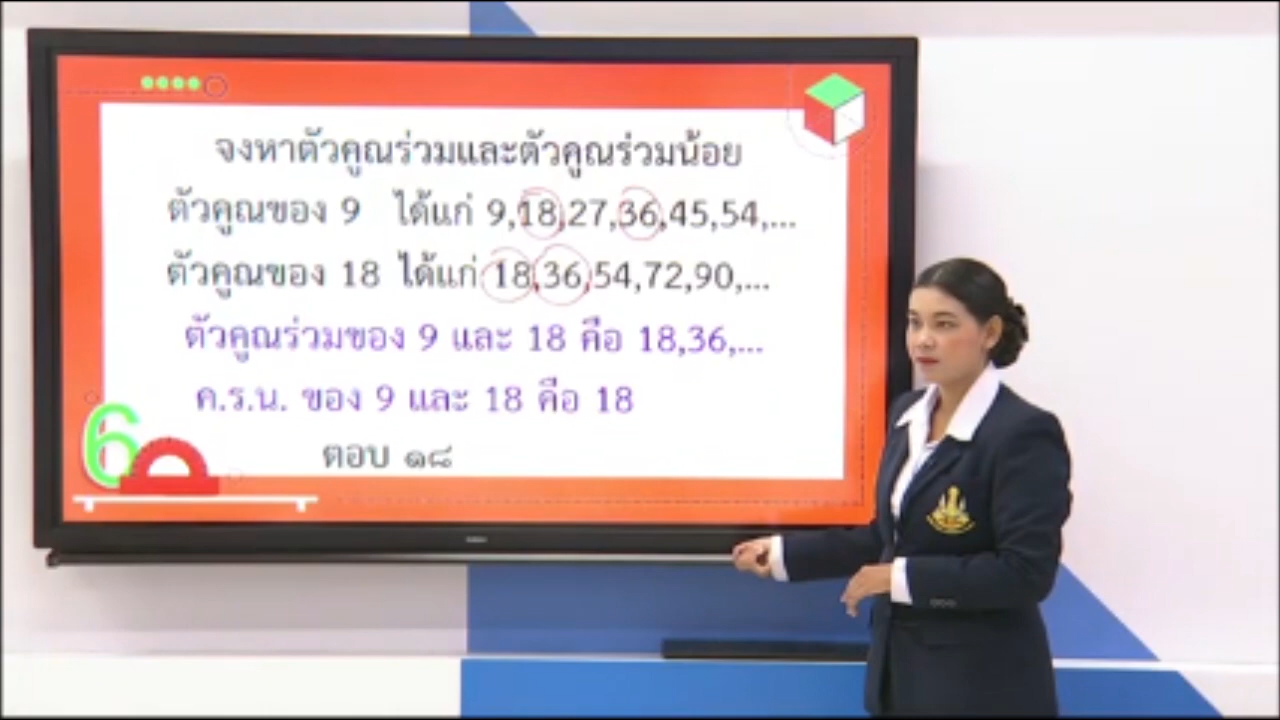 จงหาตัวคูณร่วมและตัวคูณร่วมน้อย
ตัวคูณของ 9 ได้แก่ 9,18,27,36,45,54,...
ตัวคูณของ 18 ได้แก่ 18,36,54,72,90,...
ตัวคูณร่วมของ 9 และ 18 คือ 18,36,...
ค.ร.น. ของ 9 และ 18 คือ 18
6
ตอบ ๑๘